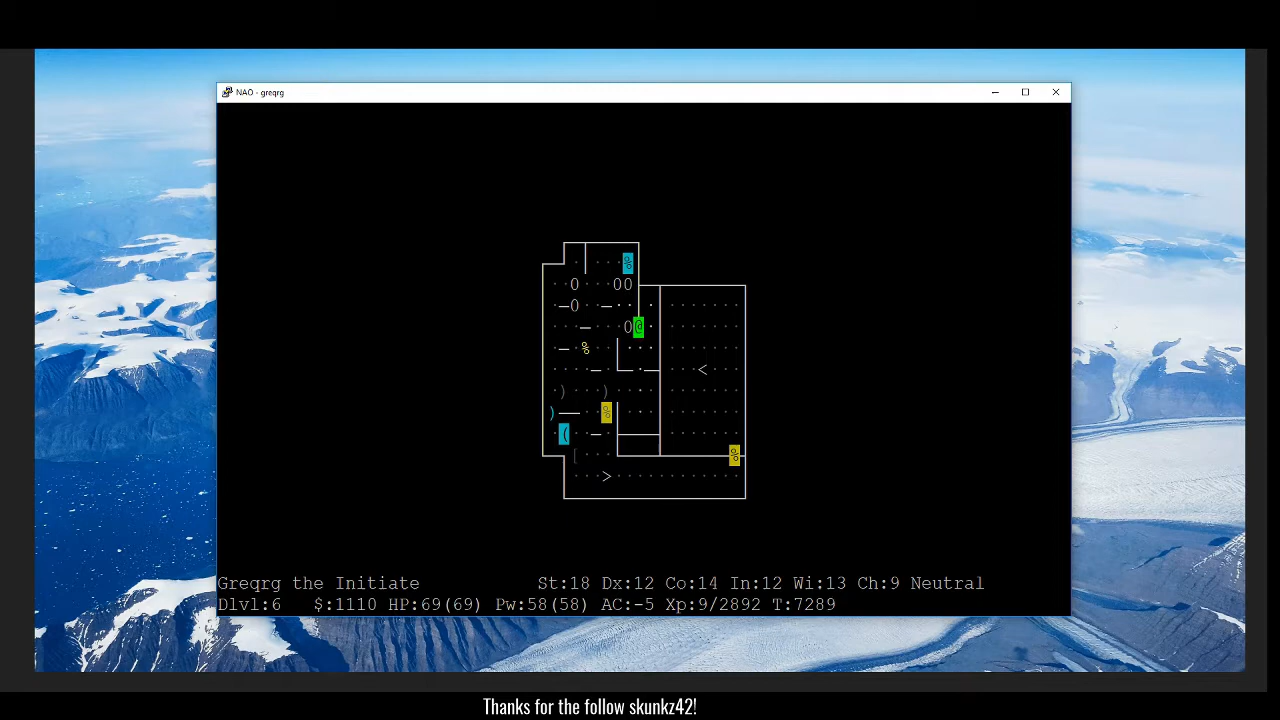 NAO - greqrg
Greqrg the Initiate St:18 Dx:12 Co:14 In:12 Wi:13 Ch:9 Neutral
Dlvl:6 $:1110 HP:69(69) Pw:58(58) AC:-5 Xp:9/2892 T:7289
Thanks for the follow skunkz42!